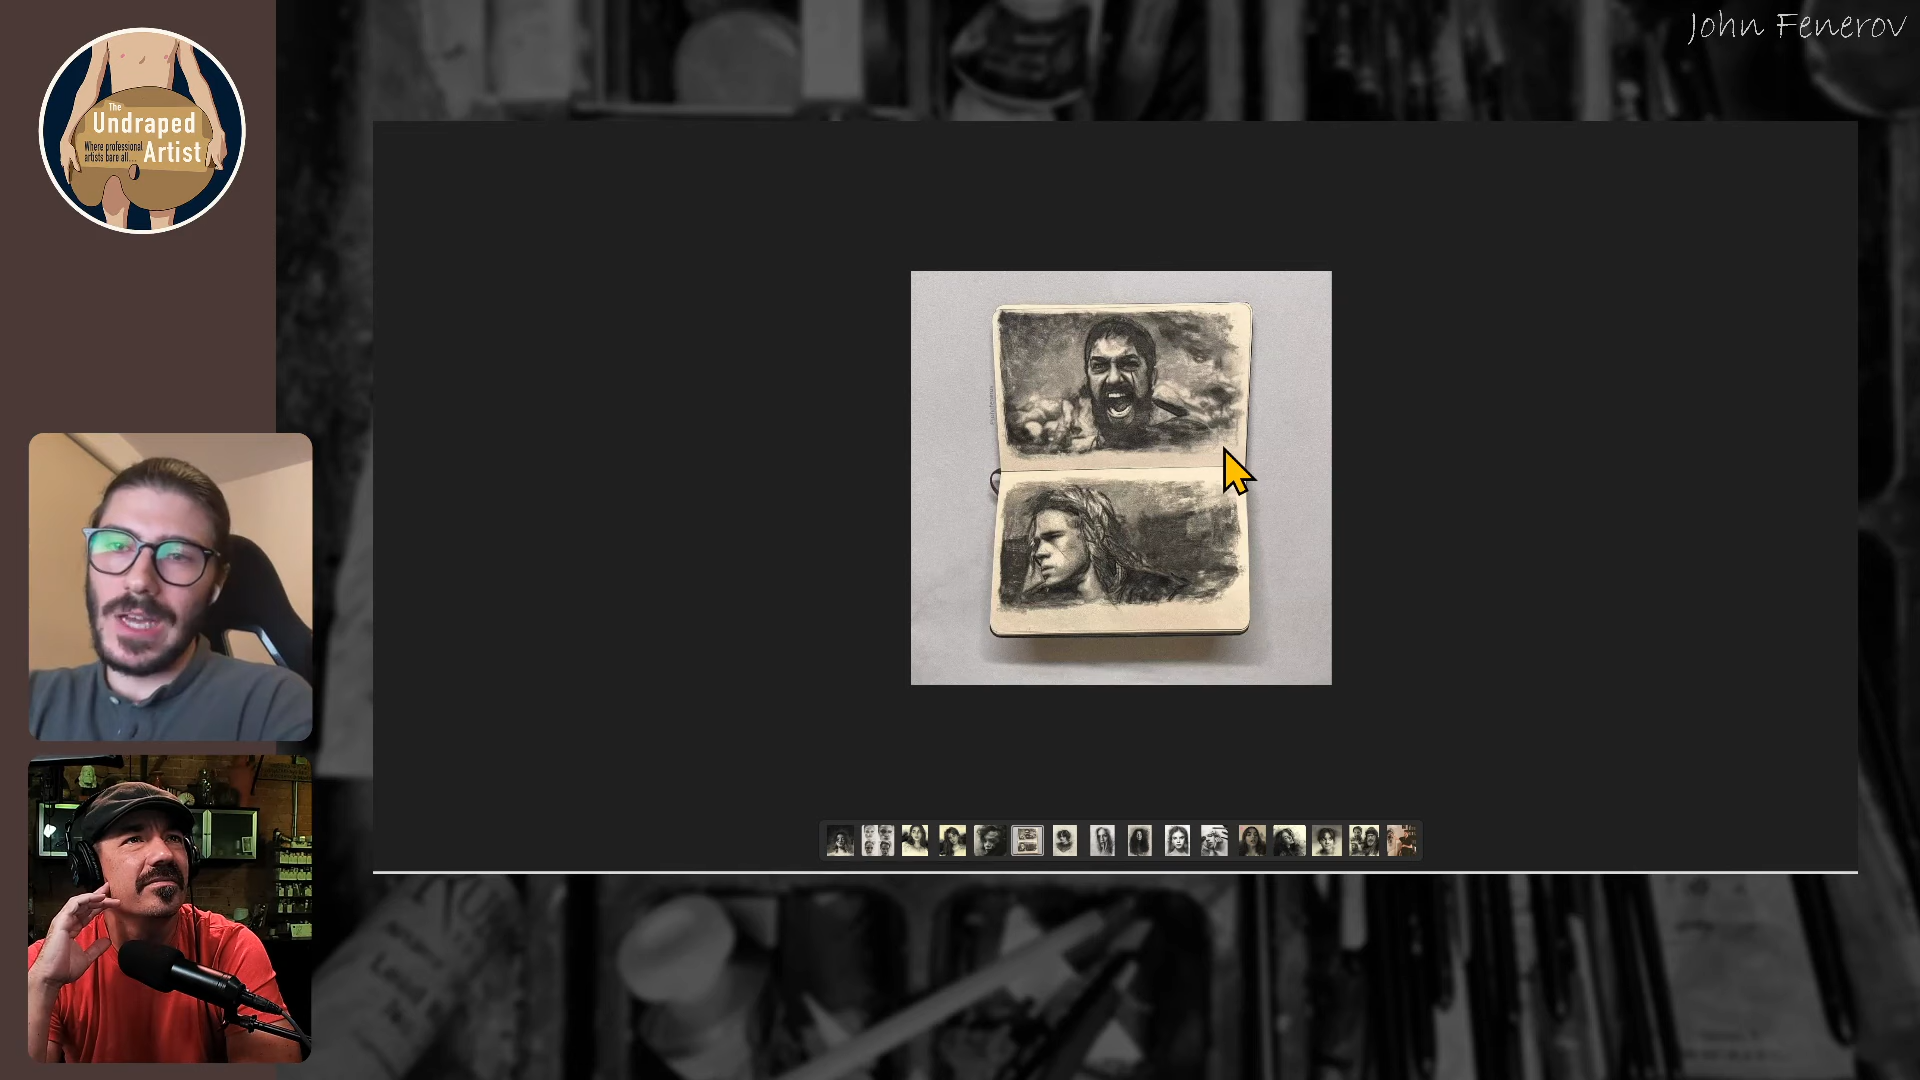 John Fenerov
The
Undraped
Where professional
artists bare all...
Artist